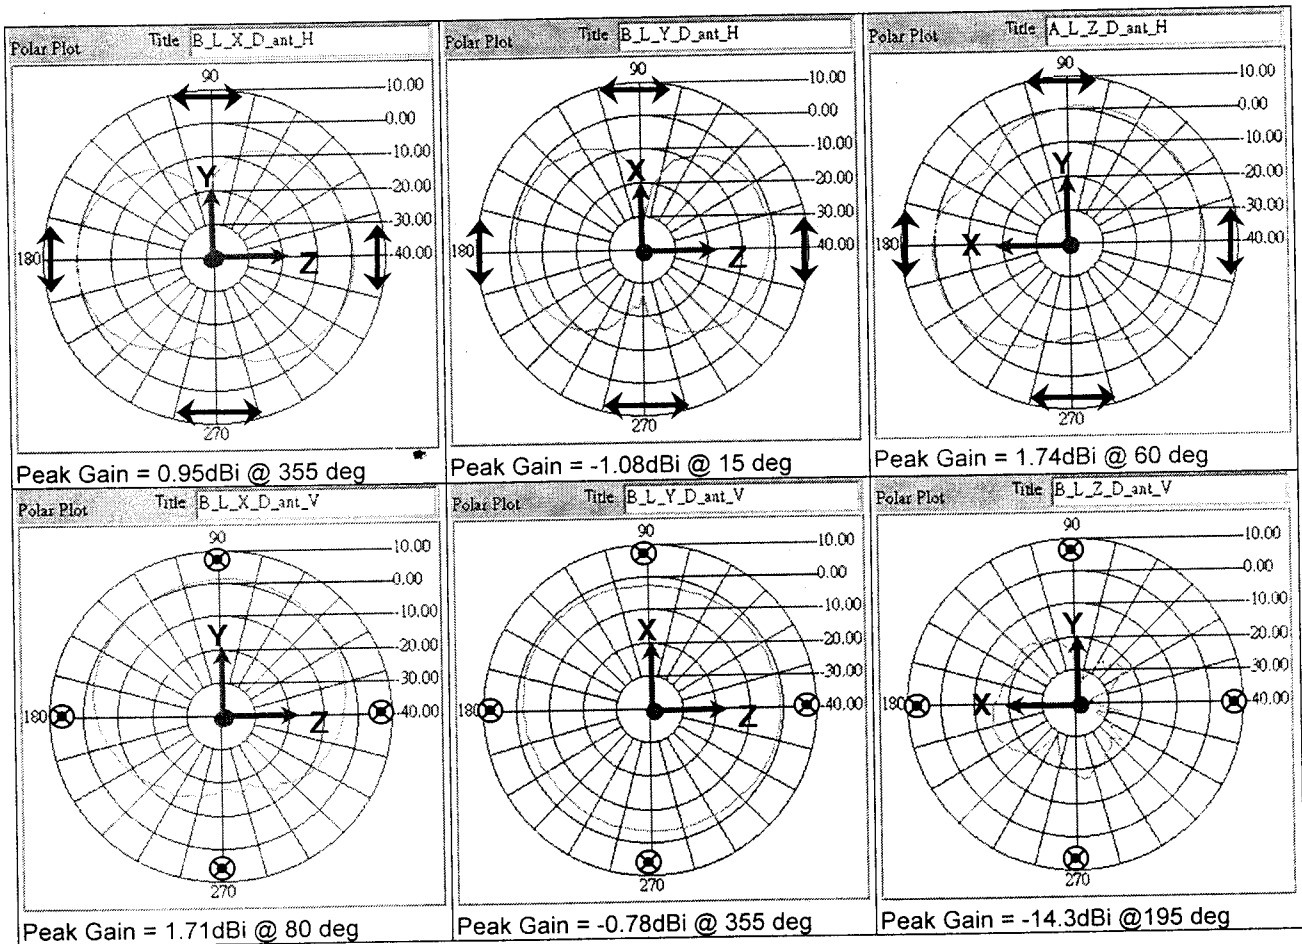 Polar Plot Title B_L_X_D_ant_H
90
10.00
0.00
-10.00
-20.00
-30.00
-40.00
180
270
Y
Z
Peak Gain = 0.95dBi @ 355 deg
Polar Plot Title B_L_Y_D_ant_H
90
10.00
0.00
-10.00
-20.00
-30.00
-40.00
180
270
X
Z
Peak Gain = -1.08dBi @ 15 deg
Polar Plot Title A_L_Z_D_ant_H
90
10.00
0.00
-10.00
-20.00
-30.00
-40.00
180
270
Y
X
Peak Gain = 1.74dBi @ 60 deg
Polar Plot Title B_L_X_D_ant_V
90
10.00
0.00
-10.00
-20.00
-30.00
-40.00
180
270
Y
Z
Peak Gain = 1.71dBi @ 80 deg
Polar Plot Title B_L_Y_D_ant_V
90
10.00
0.00
-10.00
-20.00
-30.00
-40.00
180
270
X
Z
Peak Gain = -0.78dBi @ 355 deg
Polar Plot Title B_L_Z_D_ant_V
90
10.00
0.00
-10.00
-20.00
-30.00
-40.00
180
270
Y
X
Peak Gain = -14.3dBi @195 deg